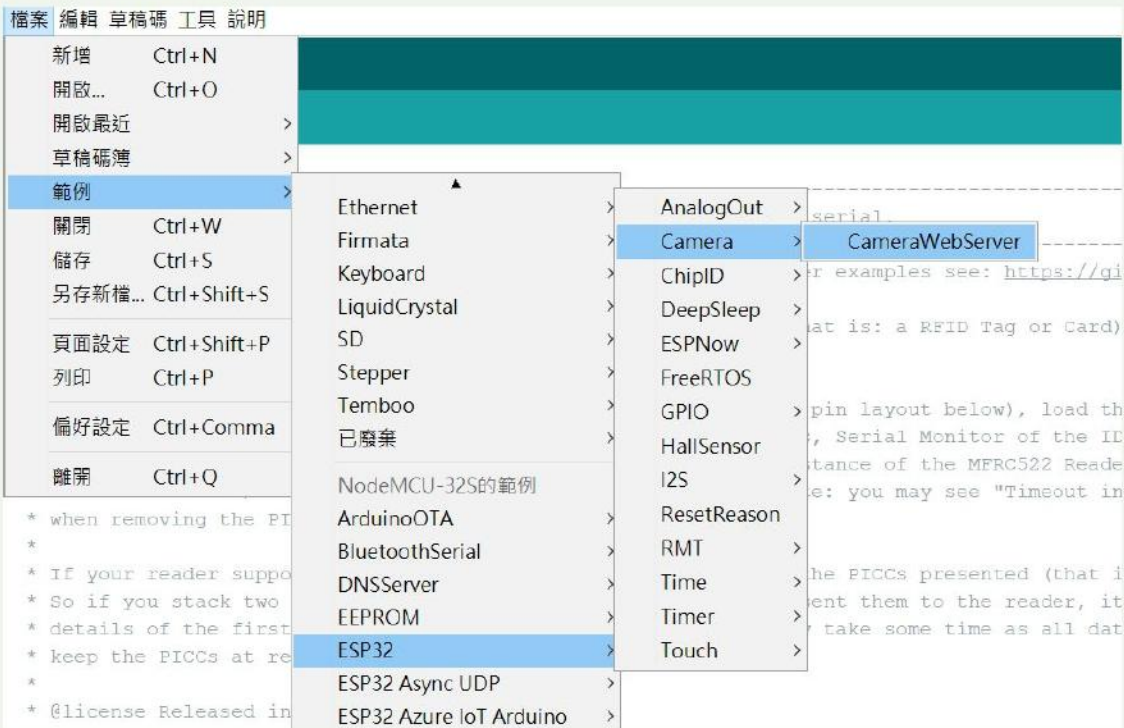 檔案 編輯 草稿碼 工具 說明
新增 Ctrl+N
開啟... Ctrl+O
開啟最近 >
草稿碼簿 >
範例 >
關閉 Ctrl+W
儲存 Ctrl+S
另存新檔... Ctrl+Shift+S
頁面設定 Ctrl+Shift+P
列印 Ctrl+P
偏好設定 Ctrl+Comma
離開 Ctrl+Q
▲
Ethernet >
Firmata >
Keyboard >
LiquidCrystal >
SD >
Stepper >
Temboo >
已廢棄 >
NodeMCU-32S的範例
ArduinoOTA >
BluetoothSerial >
DNSServer >
EEPROM >
ESP32 >
ESP32 Async UDP >
ESP32 Azure IoT Arduino >
AnalogOut >
Camera >
ChipID >
DeepSleep >
ESPNow >
FreeRTOS
GPIO >
HallSensor
I2S >
ResetReason
RMT >
Time >
Timer >
Touch >
CameraWebServer
serial.
examples see: https://gi
is: a RFID Tag or Card)
pin layout below), load th
, Serial Monitor of the ID
tance of the MFRC522 Reade
: you may see "Timeout in
* when removing the PI
*
* If your reader suppo
he PICCs presented (that i
* So if you stack two
ent them to the reader, it
* details of the first
take some time as all dat
* keep the PICCs at re
*
* @license Released in